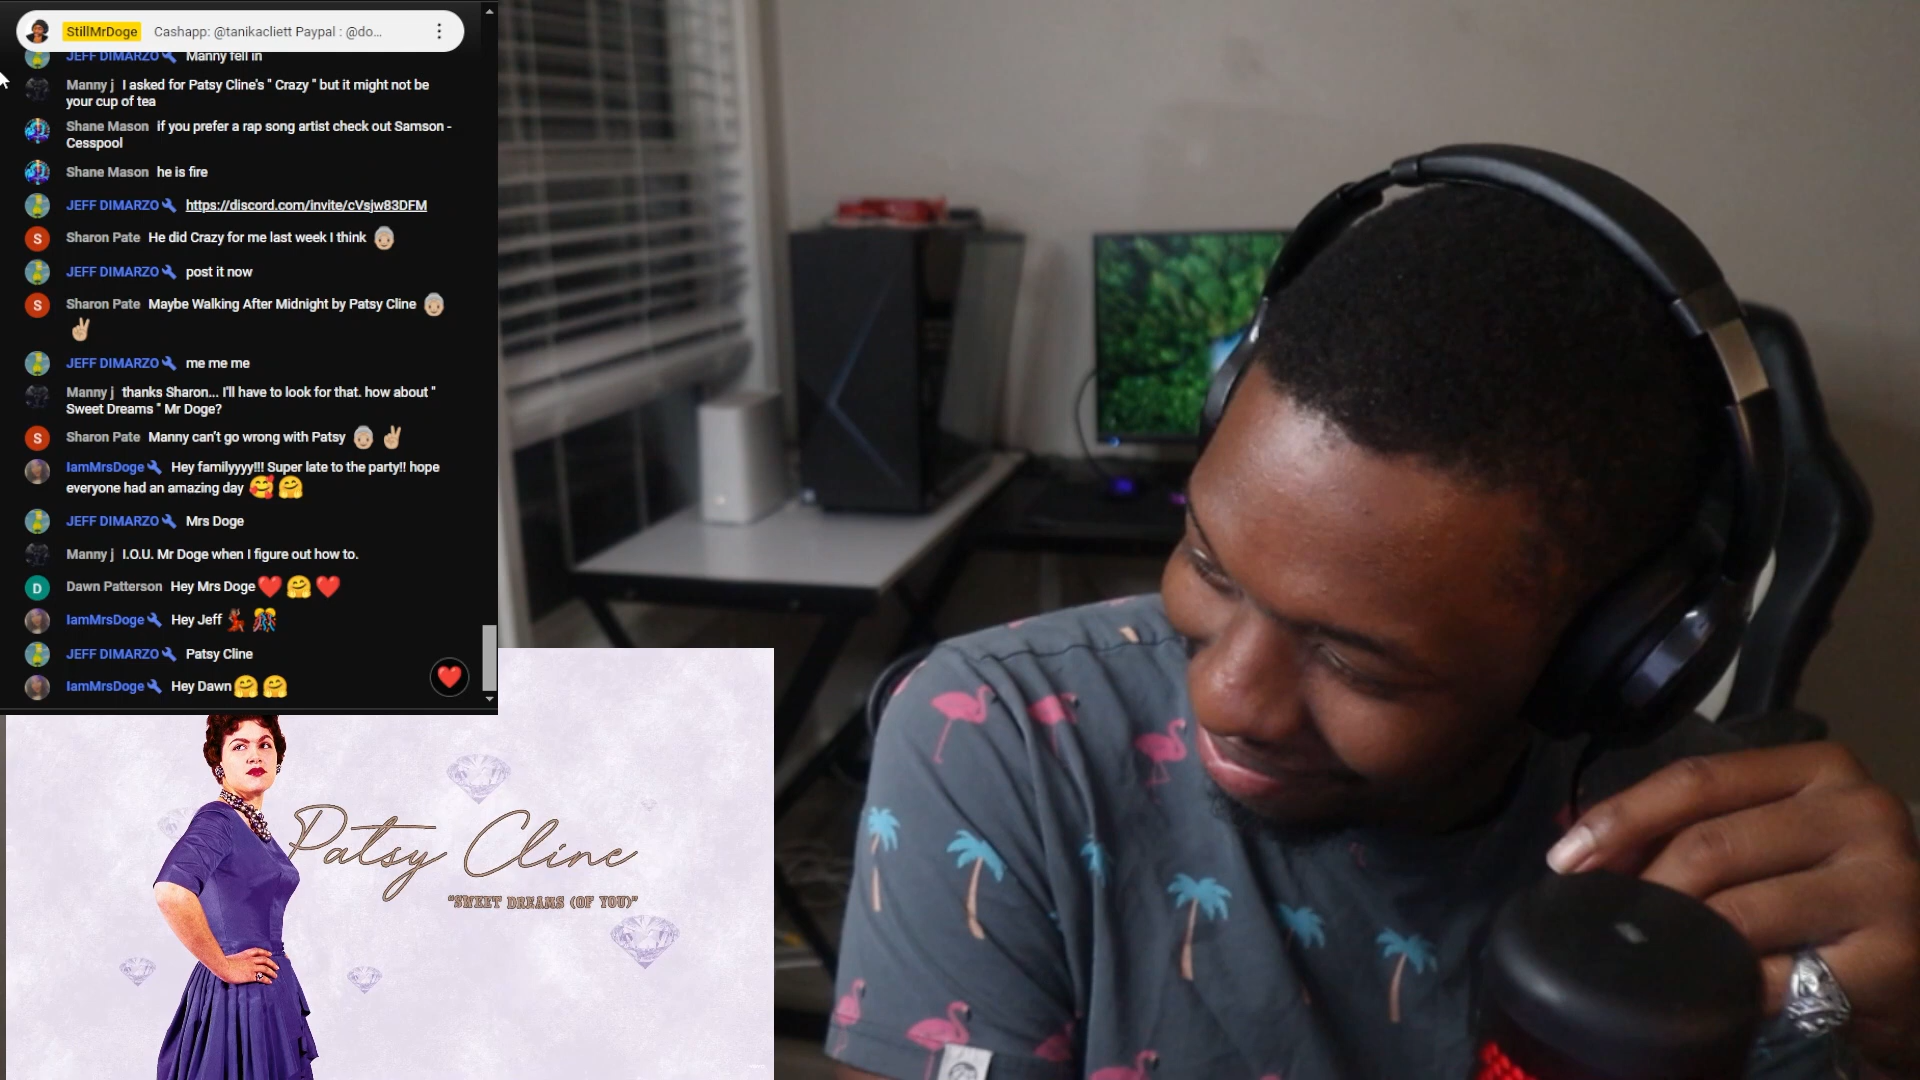 StillMrDoge Cashapp: @tanikacliett Paypal : @do...
JEFF DIMARZO Manny fell in
Manny j I asked for Patsy Cline's " Crazy " but it might not be
your cup of tea
Shane Mason if you prefer a rap song artist check out Samson -
Cesspool
Shane Mason he is fire
JEFF DIMARZO https://discord.com/invite/cVsjw83DFM
S Sharon Pate He did Crazy for me last week I think 👵🏼
JEFF DIMARZO post it now
S Sharon Pate Maybe Walking After Midnight by Patsy Cline 👵🏼
✌🏼
JEFF DIMARZO me me me
Manny j thanks Sharon... I'll have to look for that. how about "
Sweet Dreams " Mr Doge?
S Sharon Pate Manny can't go wrong with Patsy 👵🏼 ✌🏼
IamMrsDoge Hey familyyyy!!! Super late to the party!! hope
everyone had an amazing day 🥰 🤗
JEFF DIMARZO Mrs Doge
Manny j I.O.U. Mr Doge when I figure out how to.
D Dawn Patterson Hey Mrs Doge ❤️ 🤗 ❤️
IamMrsDoge Hey Jeff 💃🏾 🎊
JEFF DIMARZO Patsy Cline
IamMrsDoge Hey Dawn 🤗 🤗
Patsy Cline
"SWEET DREAMS (OF YOU)"